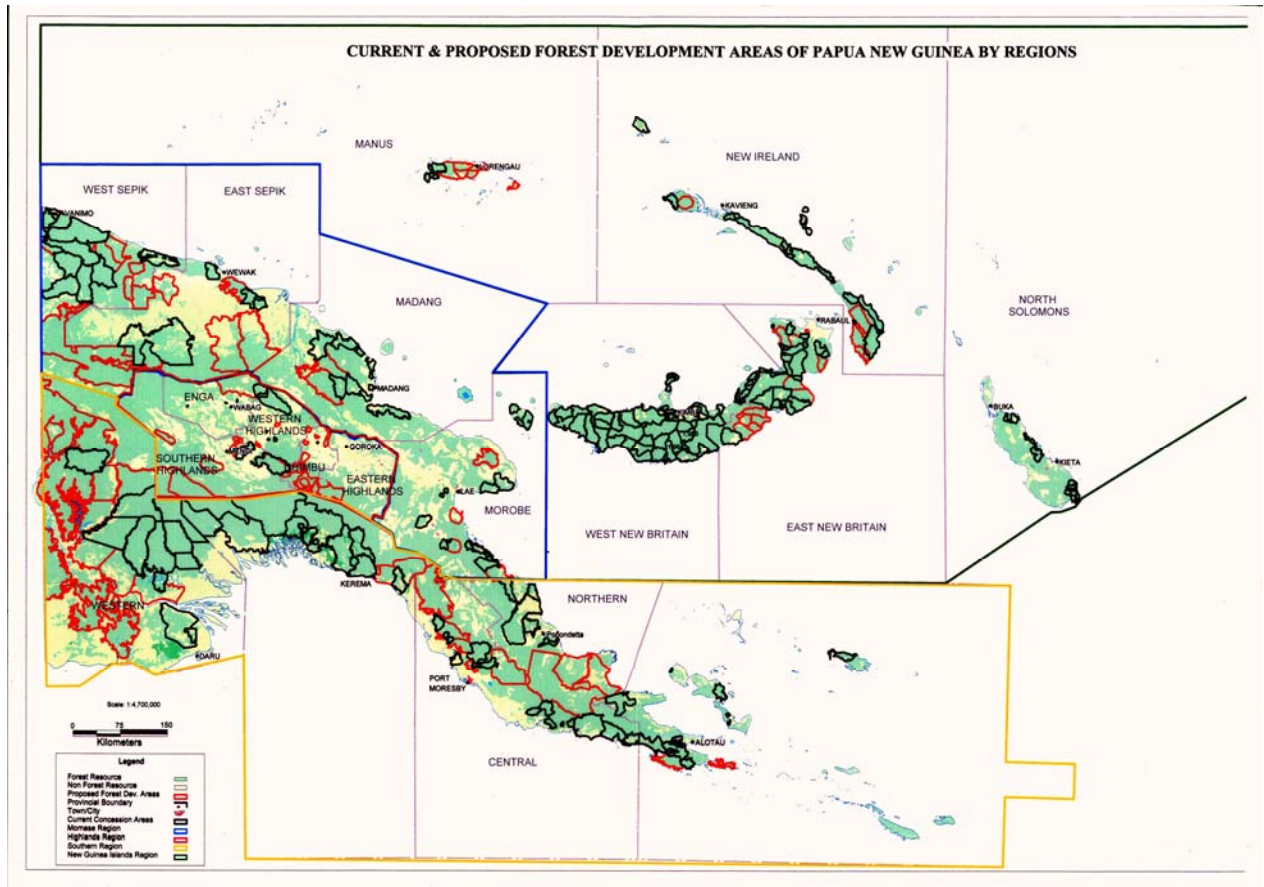 CURRENT & PROPOSED FOREST DEVELOPMENT AREAS OF PAPUA NEW GUINEA BY REGIONS
MANUS
LORENGAU
NEW IRELAND
KAVIENG
WEST SEPIK
EAST SEPIK
VANIMO
WEWAK
MADANG
NORTH
SOLOMONS
RABAUL
MADANG
ENGA
WABAG
WESTERN
HIGHLANDS
BUKA
MENDI
GOROKA
SOUTHERN
HIGHLANDS
CHIMBU
EASTERN
HIGHLANDS
KIETA
LAE
MOROBE
WEST NEW BRITAIN
EAST NEW BRITAIN
KEREMA
NORTHERN
WESTERN
Popondetta
DARU
PORT
MORESBY
Scale: 1:4,700,000
0 75 150
Kilometers
ALOTAU
CENTRAL
Legend
Forest Resource
Non Forest Resource
Proposed Forest Dev. Areas
Provincial Boundary
Town/City
Current Concession Areas
Momase Region
Highlands Region
Southern Region
New Guinea Islands Region